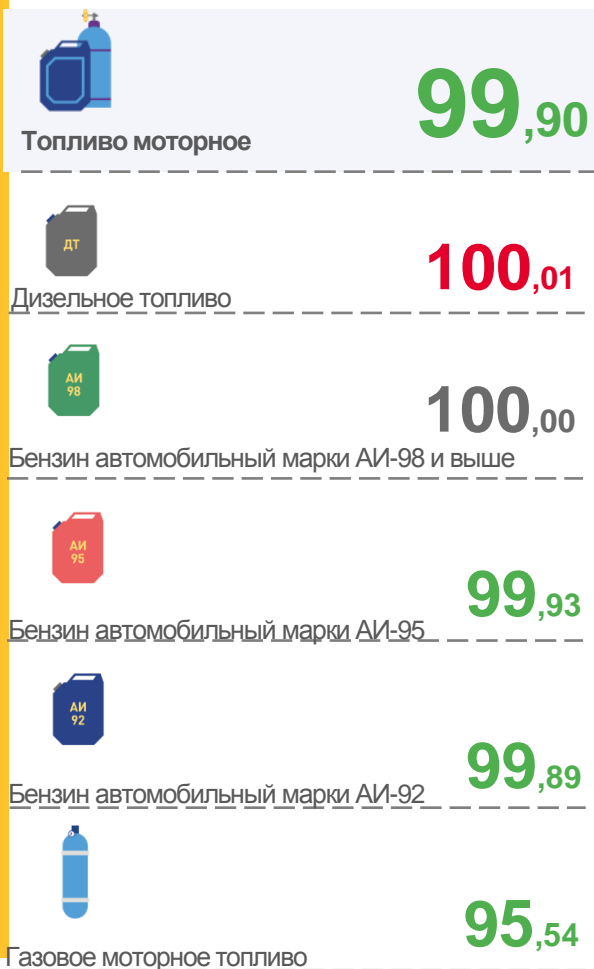 99,90
Топливо моторное
ДТ
100,01
Дизельное топливо
АИ
98
100,00
Бензин автомобильный марки АИ-98 и выше
АИ
95
99,93
Бензин автомобильный марки АИ-95
АИ
92
99,89
Бензин автомобильный марки АИ-92
95,54
Газовое моторное топливо